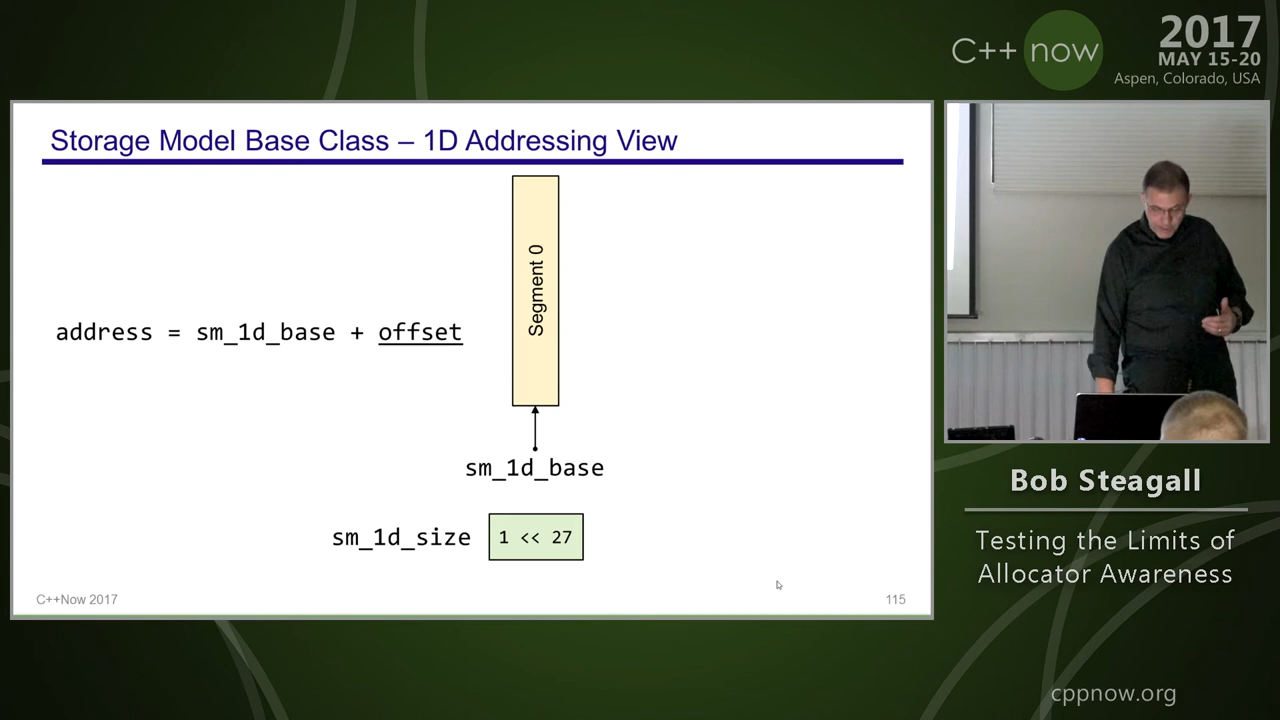 C++ now
2017
MAY 15-20
Aspen, Colorado, USA
Storage Model Base Class – 1D Addressing View
Segment 0
address = sm_1d_base + offset
sm_1d_base
sm_1d_size 1 << 27
C++Now 2017
115
Bob Steagall
Testing the Limits of
Allocator Awareness
cppnow.org